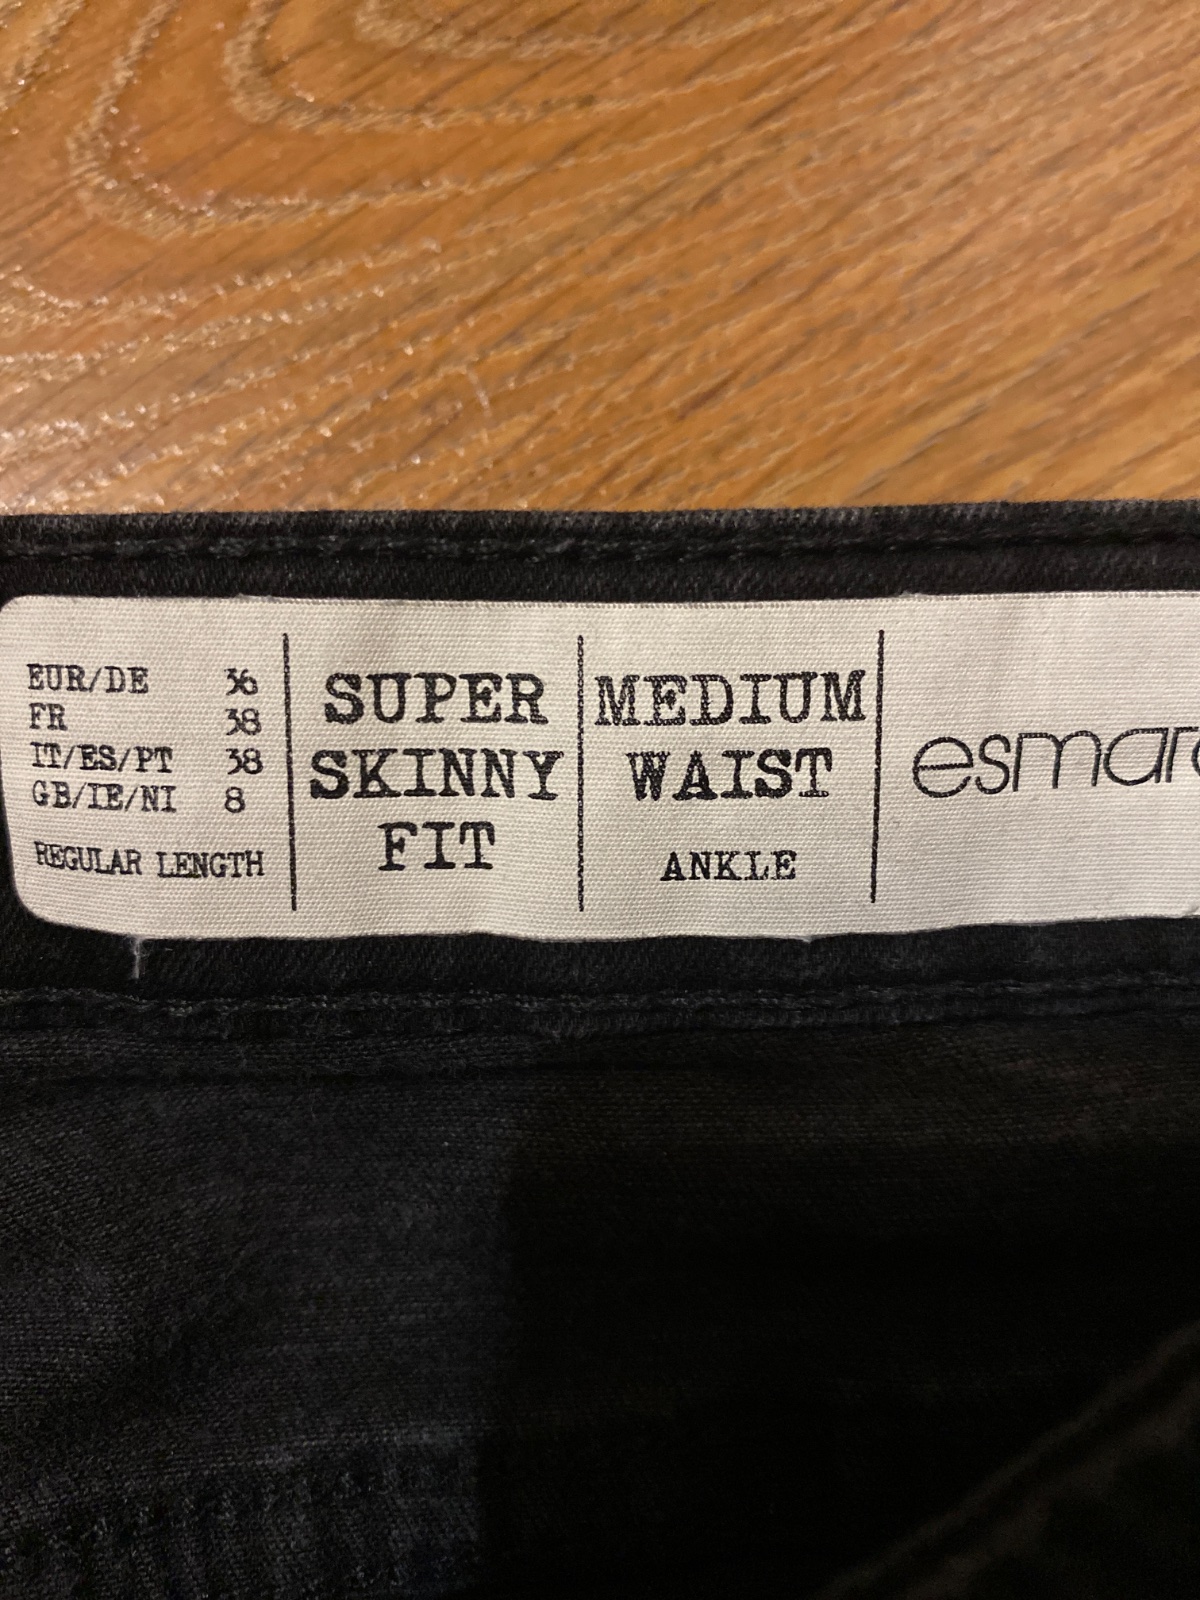 EUR/DE 36
FR 38
IT/ES/PT 38
GB/IE/NI 8
REGULAR LENGTH
SUPER
SKINNY
FIT
MEDIUM
WAIST
ANKLE
esmar